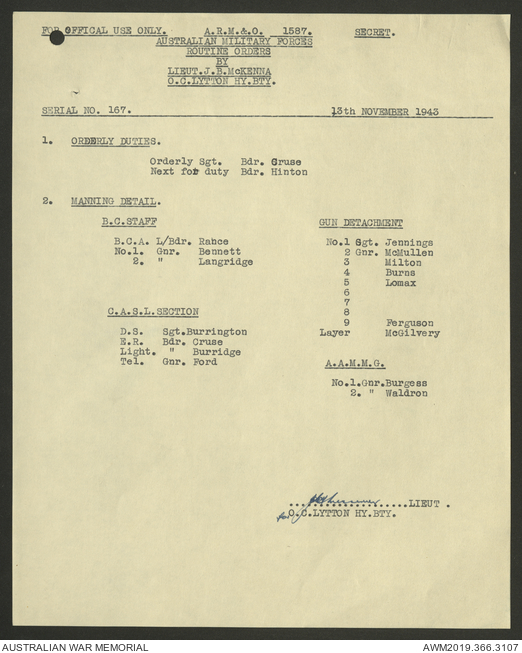 FOR OFFICAL USE ONLY. A.R.M.&.O. 1587. SECRET.
AUSTRALIAN MILITARY FORCES
ROUTINE ORDERS
BY
LIEUT.J.B.McKENNA
O.C.LYTTON HY.BTY.
SERIAL NO. 167. 13th NOVEMBER 1943
1. ORDERLY DUTIES.
Orderly Sgt. Bdr. Cruse
Next for duty Bdr. Hinton
2. MANNING DETAIL.
B.C.STAFF
B.C.A. L/Bdr. Rabce
No.1. Gnr. Bennett
2. " Langridge
C.A.S.L.SECTION
D.S. Sgt.Burrington
E.R. Bdr. Cruse
Light. " Burridge
Tel. Gnr. Ford
GUN DETACHMENT
No.1 Sgt. Jennings
2 Gnr. McMullen
3 Milton
4 Burns
5 Lomax
6
7
8
9 Ferguson
Layer McGilvery
A.A.M.M.G.
No.1.Gnr.Burgess
2. " Waldron
LIEUT .
for O.C.LYTTON HY.BTY.
AUSTRALIAN WAR MEMORIAL AWM2019.366.3107